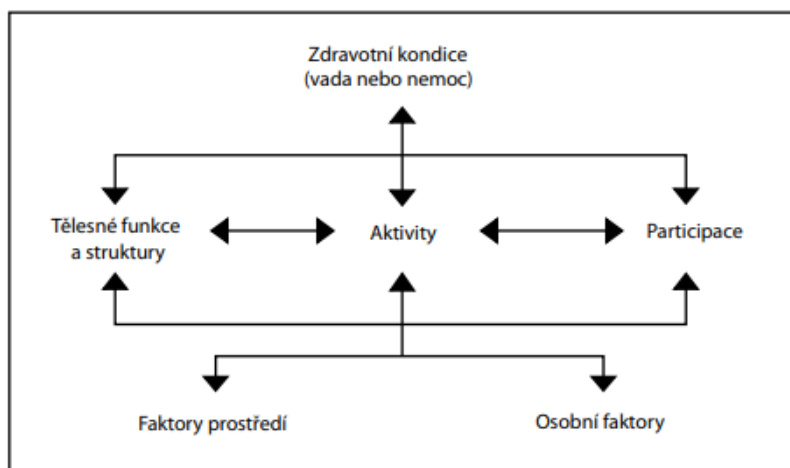 Zdravotní kondice
(vada nebo nemoc)
Tělesné funkce
a struktury
Aktivity
Participace
Faktory prostředí
Osobní faktory